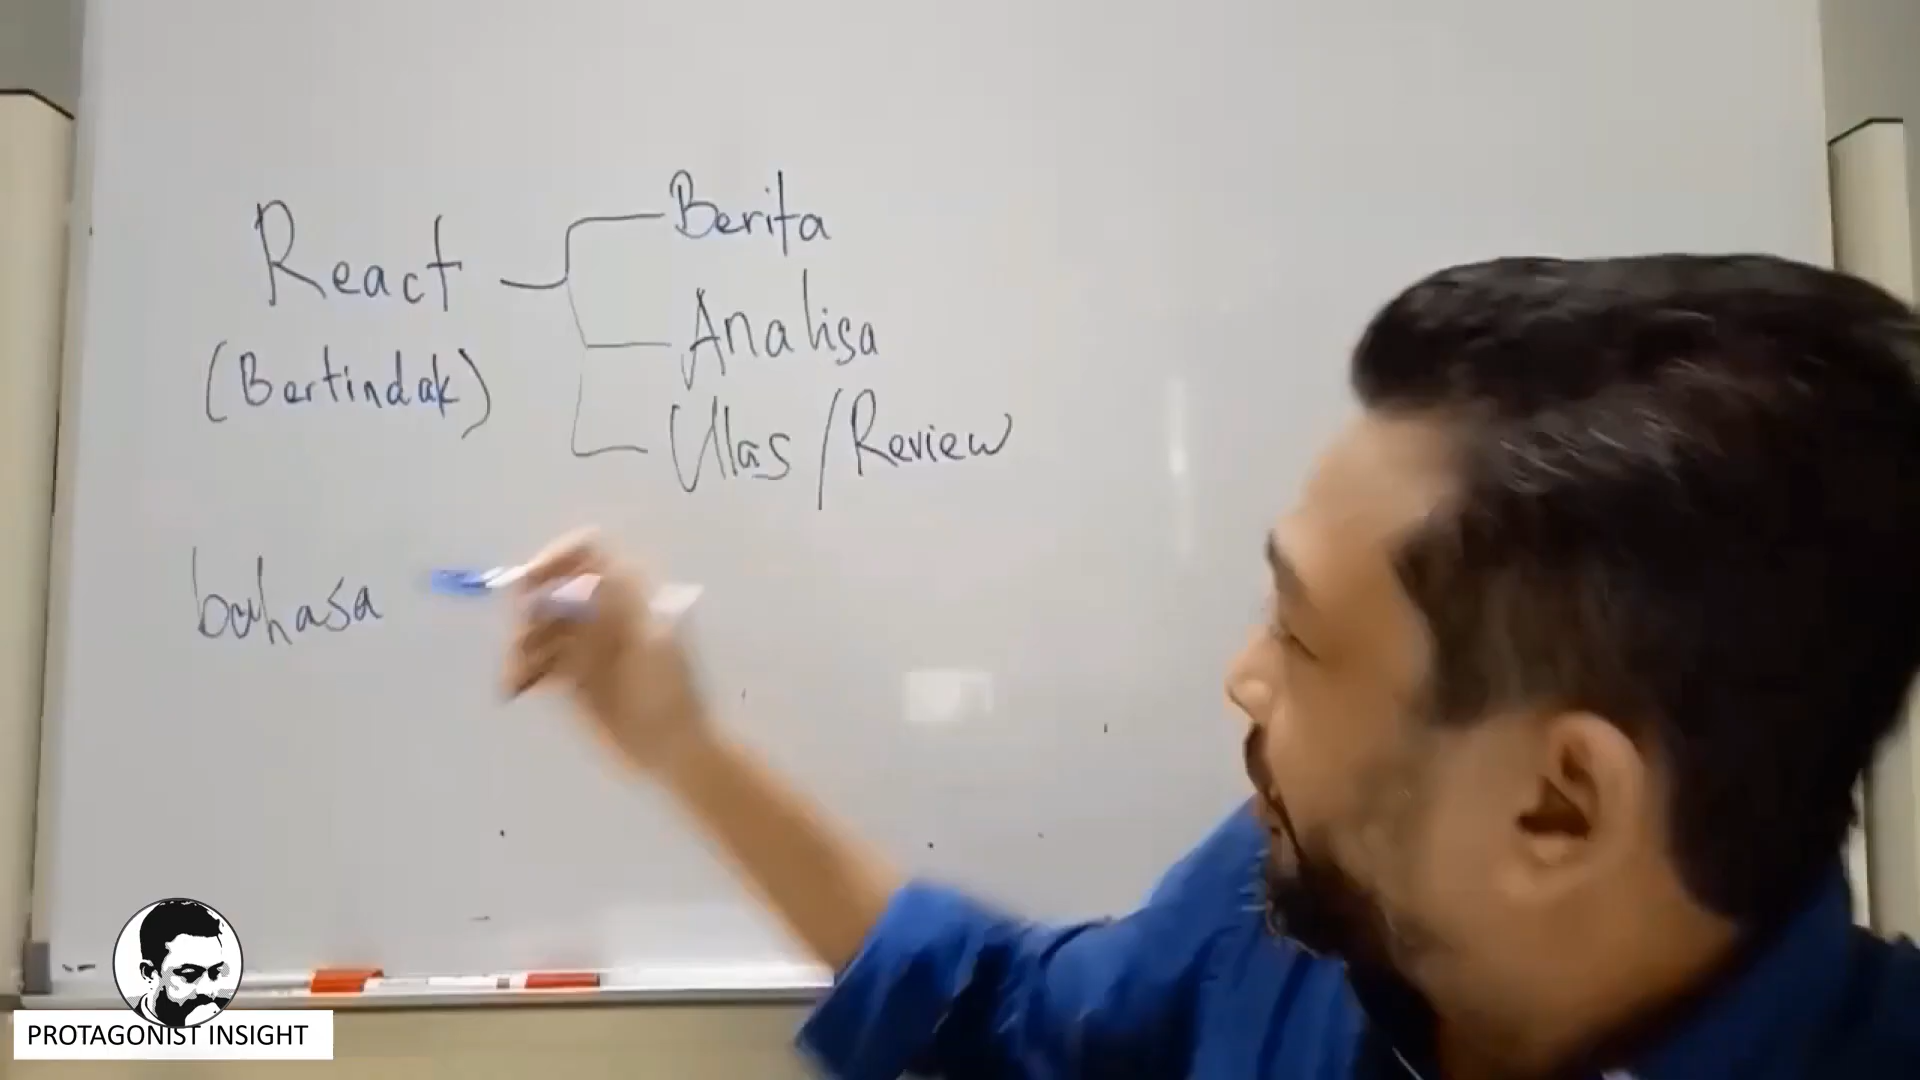 React
(Bertindak)
Berita
Analisa
Ulas/Review
bahasa
PROTAGONIST INSIGHT